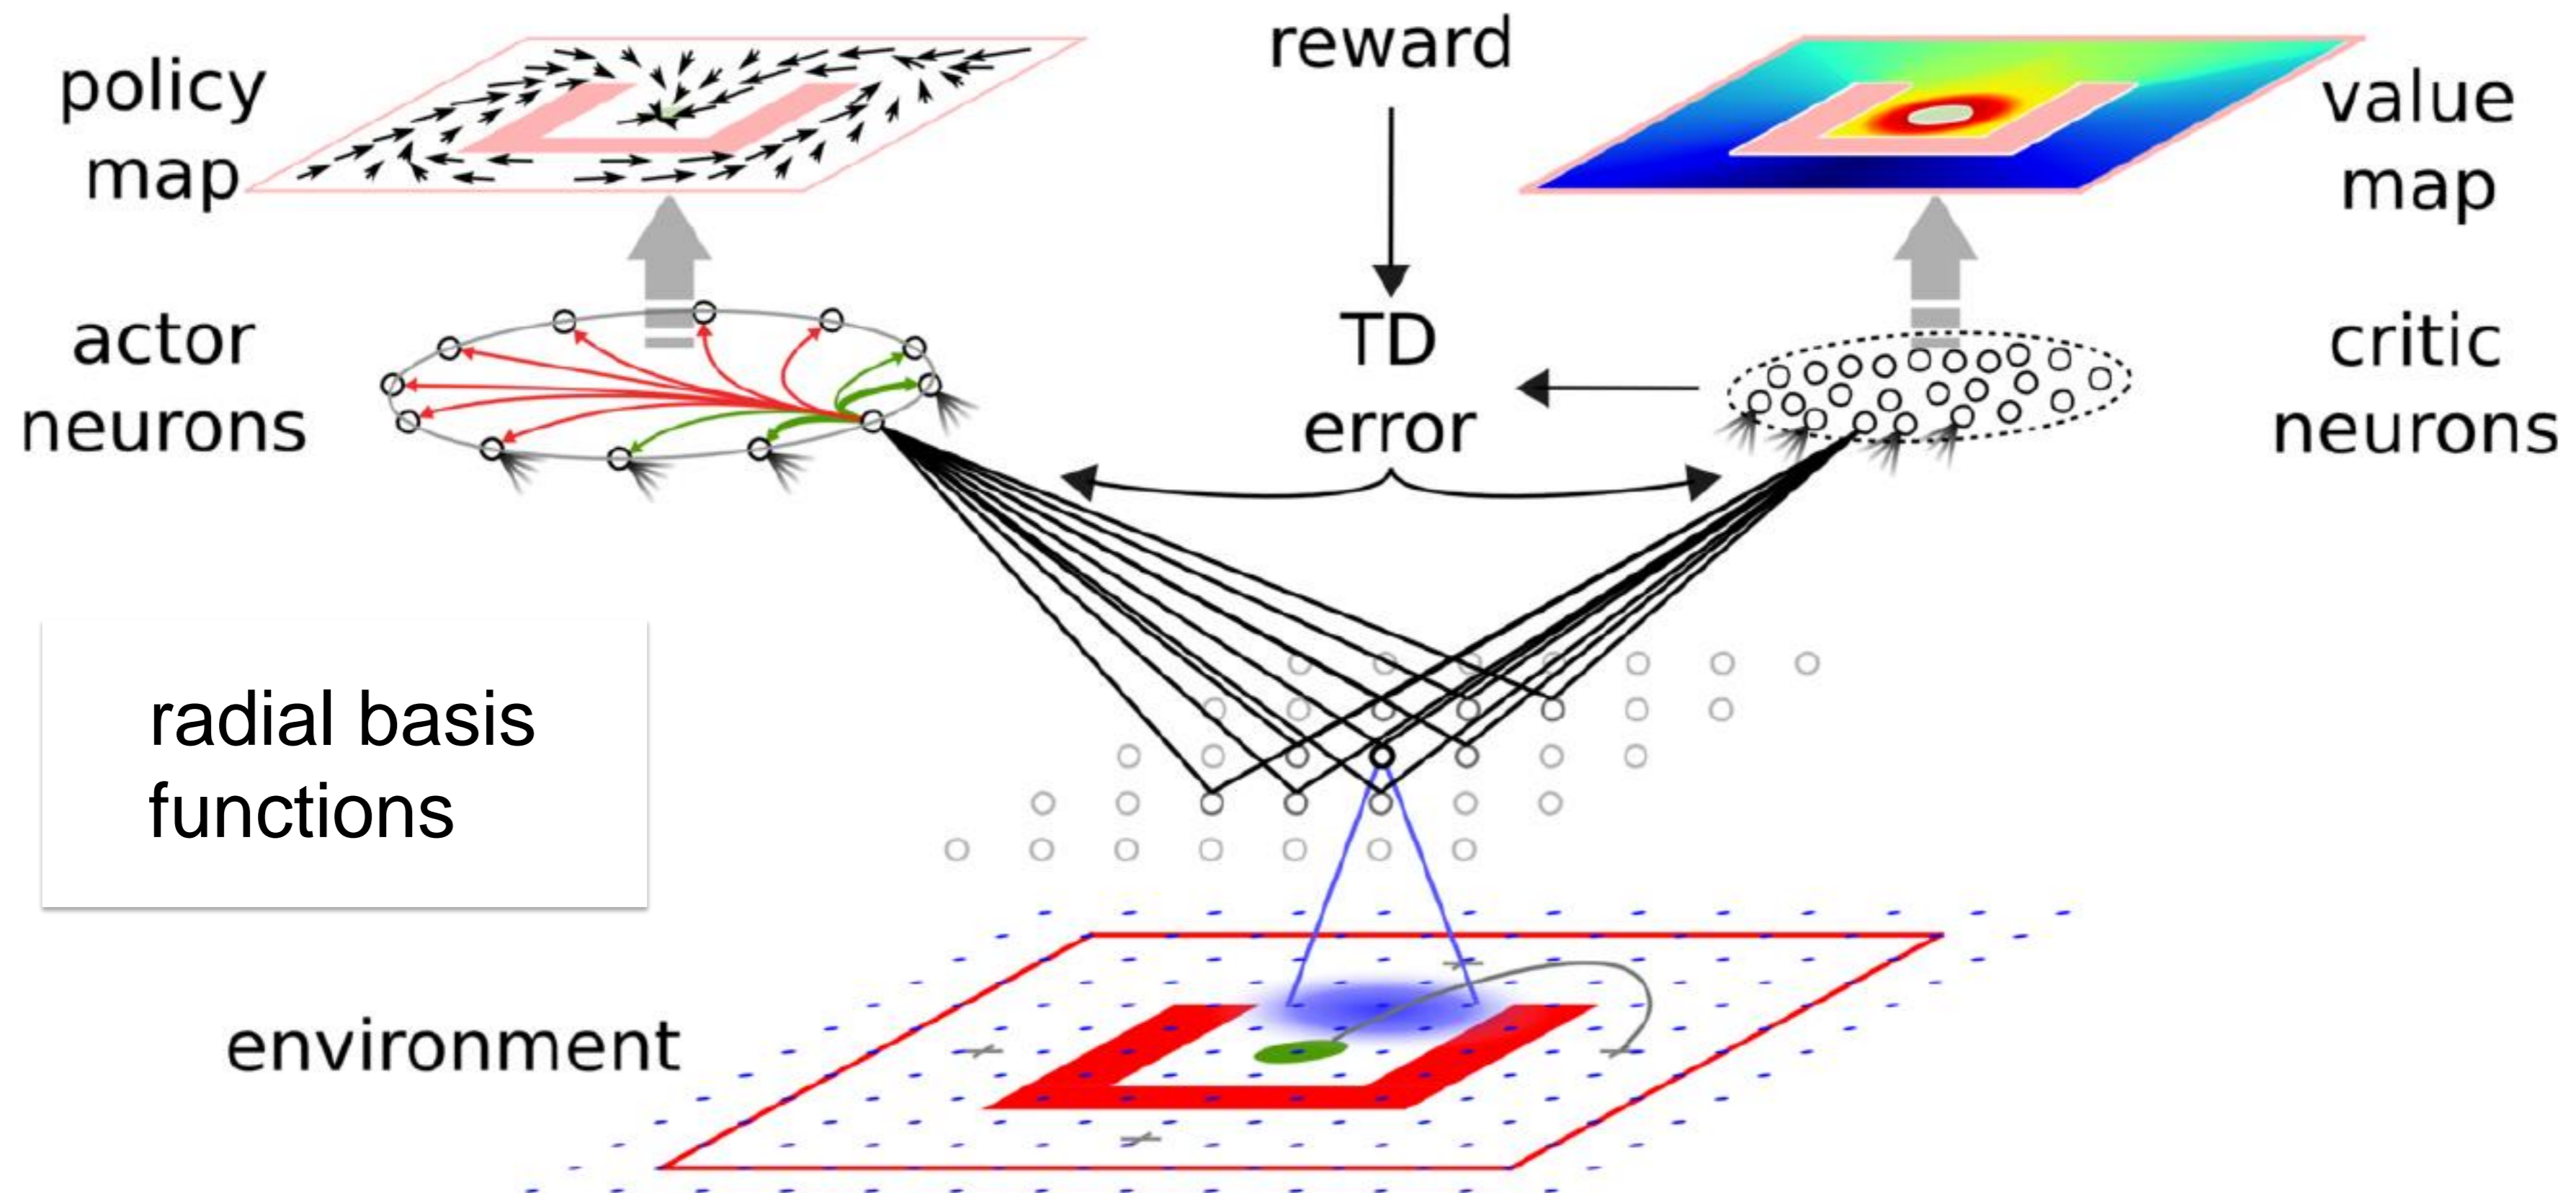 policy
map
reward
value
map
actor
neurons
TD
error
critic
neurons
radial basis
functions
environment